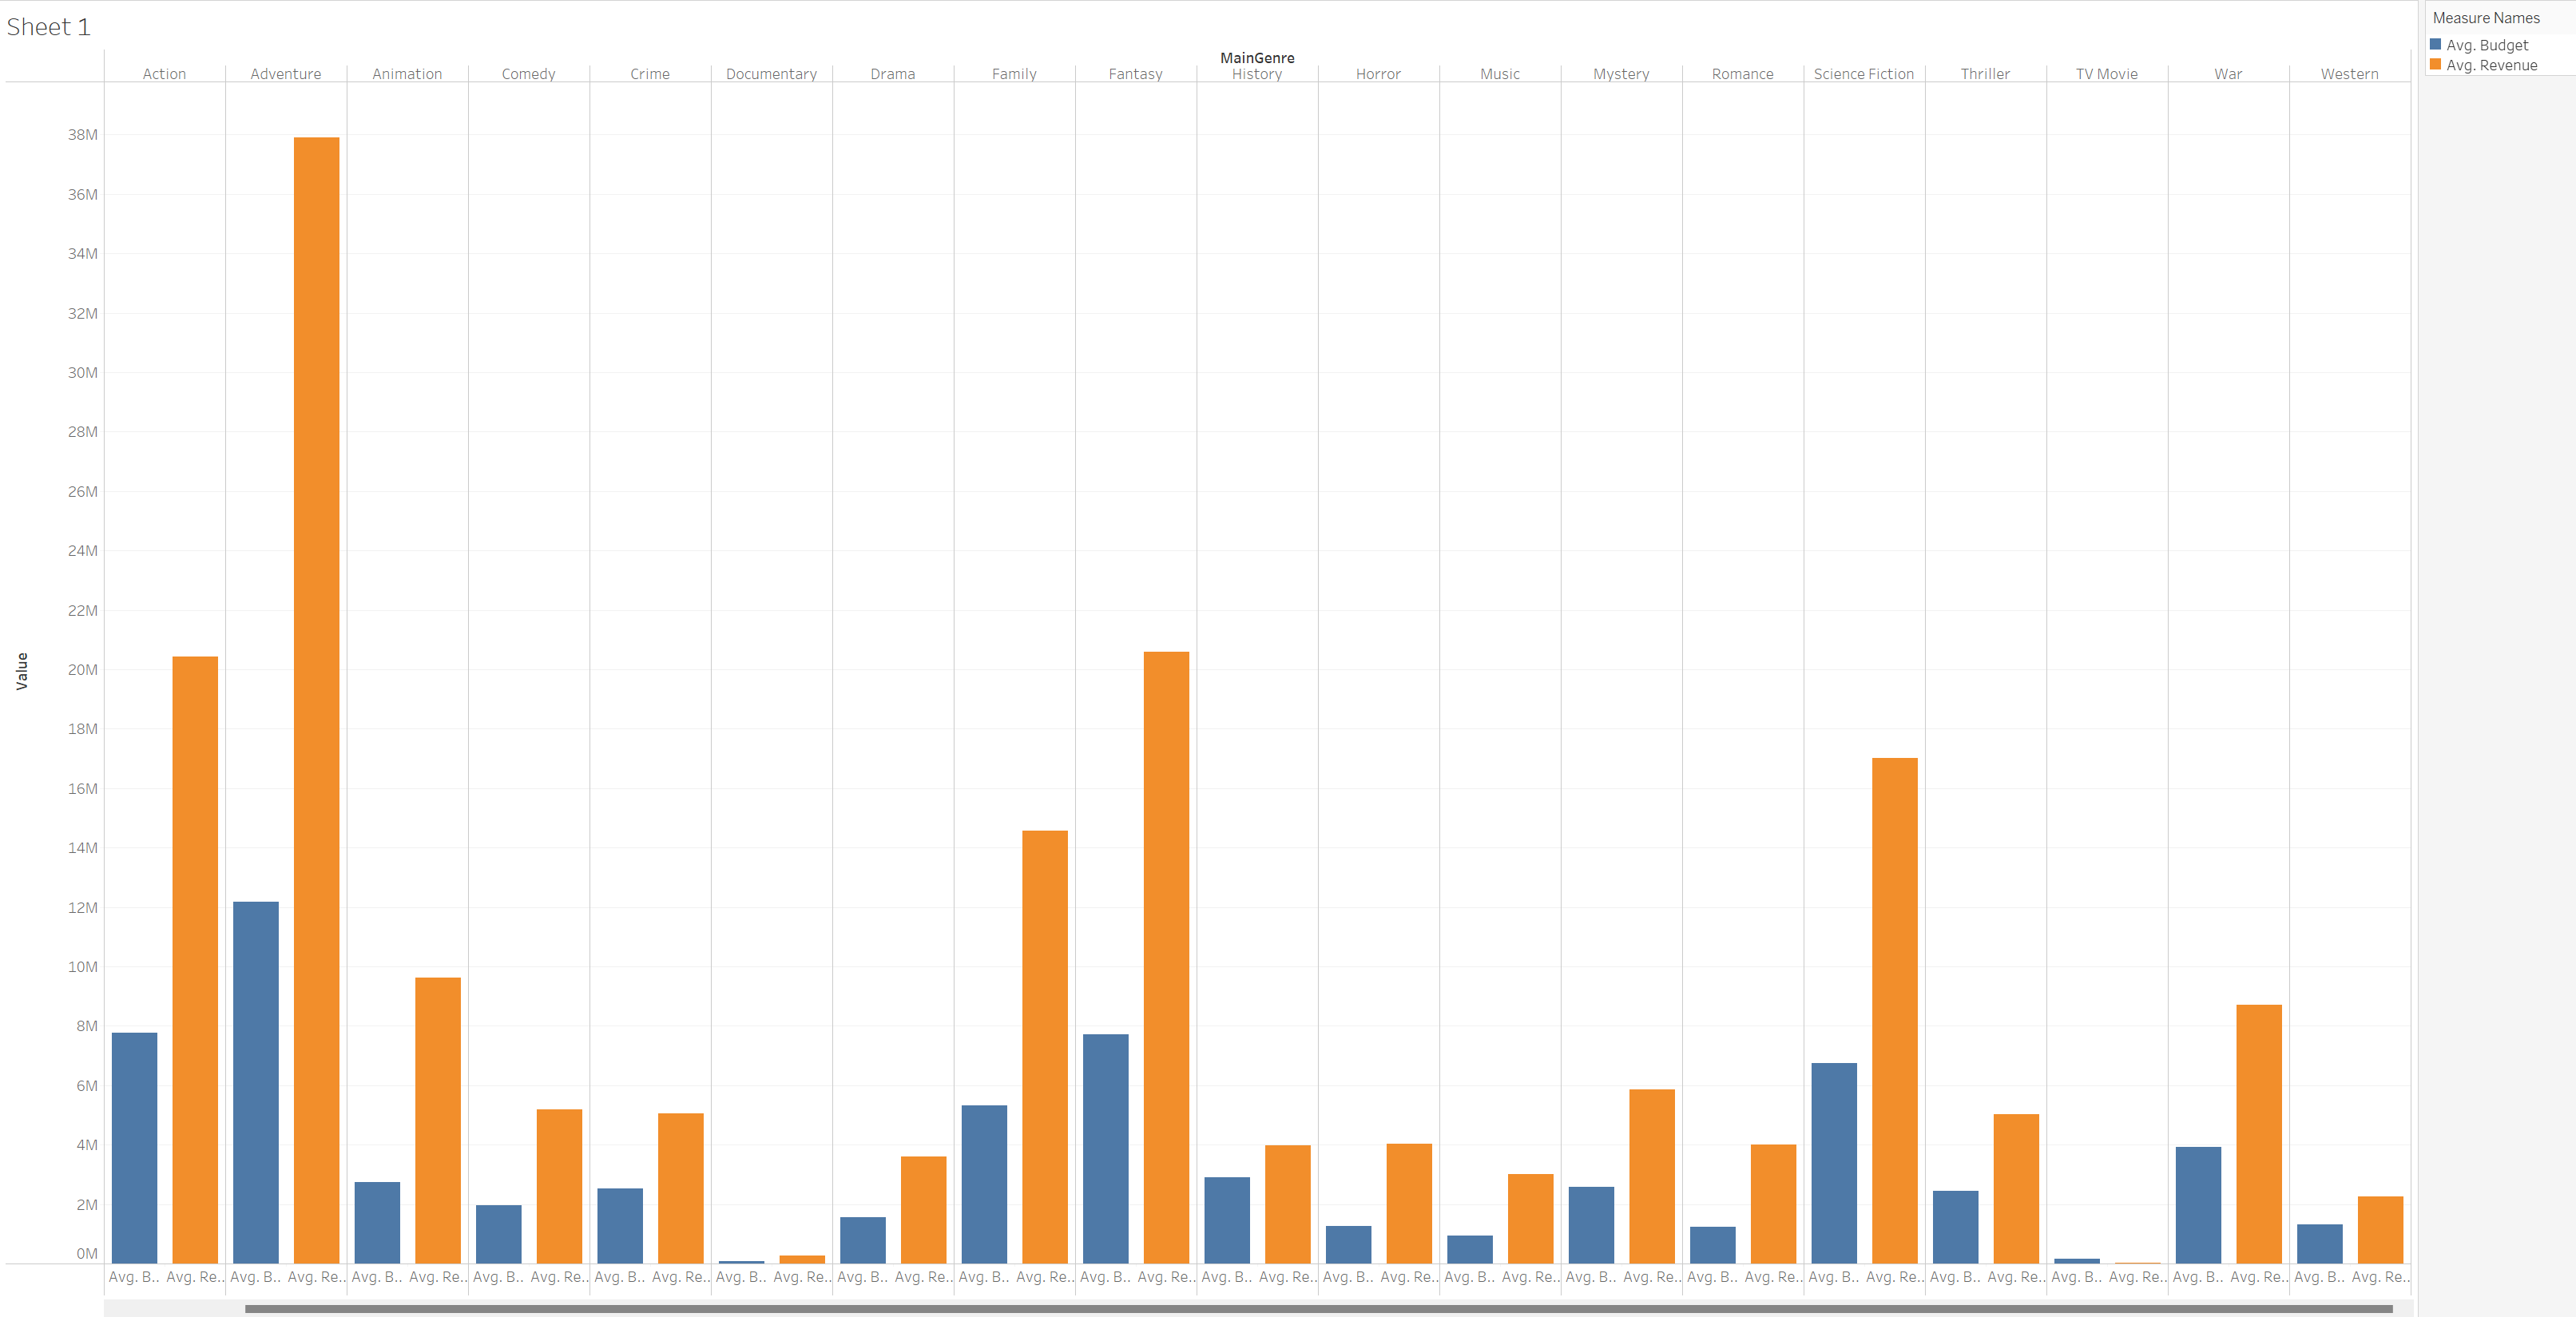 Sheet 1
Measure Names
Avg. Budget
Avg. Revenue
MainGenre
Action Adventure Animation Comedy Crime Documentary Drama Family Fantasy History Horror Music Mystery Romance Science Fiction Thriller TV Movie War Western
38M
36M
34M
32M
30M
28M
26M
24M
22M
20M
18M
16M
14M
12M
10M
8M
6M
4M
2M
0M
Value
Avg. B.. Avg. Re.. Avg. B.. Avg. Re.. Avg. B.. Avg. Re.. Avg. B.. Avg. Re.. Avg. B.. Avg. Re.. Avg. B.. Avg. Re.. Avg. B.. Avg. Re.. Avg. B.. Avg. Re.. Avg. B.. Avg. Re.. Avg. B.. Avg. Re.. Avg. B.. Avg. Re.. Avg. B.. Avg. Re.. Avg. B.. Avg. Re.. Avg. B.. Avg. Re.. Avg. B.. Avg. Re.. Avg. B.. Avg. Re.. Avg. B.. Avg. Re.. Avg. B.. Avg. Re.. Avg. B.. Avg. Re..